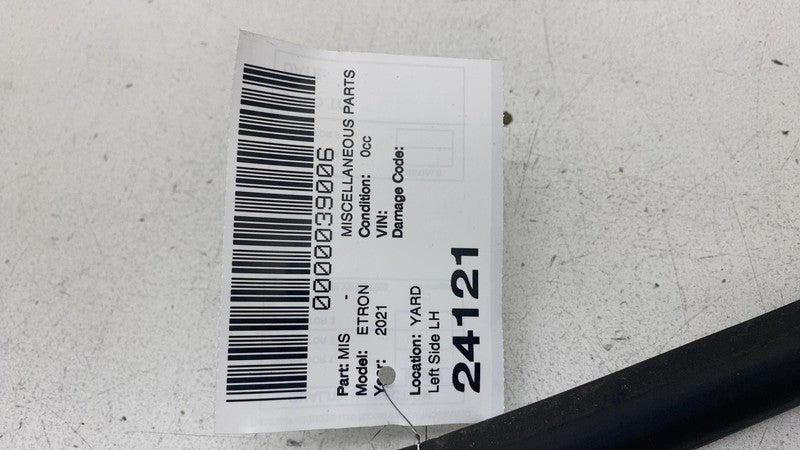 0000039006
Part: MIS - MISCELLANEOUS PARTS
Model: ETRON Condition: 0cc
Year: 2021 VIN:
Damage Code:
Location: YARD
Left Side LH
24121